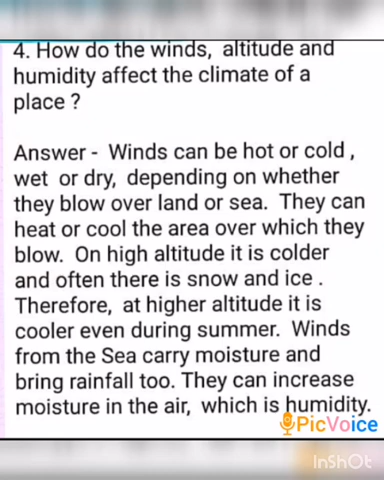 4. How do the winds, altitude and
humidity affect the climate of a
place ?
Answer - Winds can be hot or cold ,
wet or dry, depending on whether
they blow over land or sea. They can
heat or cool the area over which they
blow. On high altitude it is colder
and often there is snow and ice .
Therefore, at higher altitude it is
cooler even during summer. Winds
from the Sea carry moisture and
bring rainfall too. They can increase
moisture in the air, which is humidity.
PicVoice
InShOt